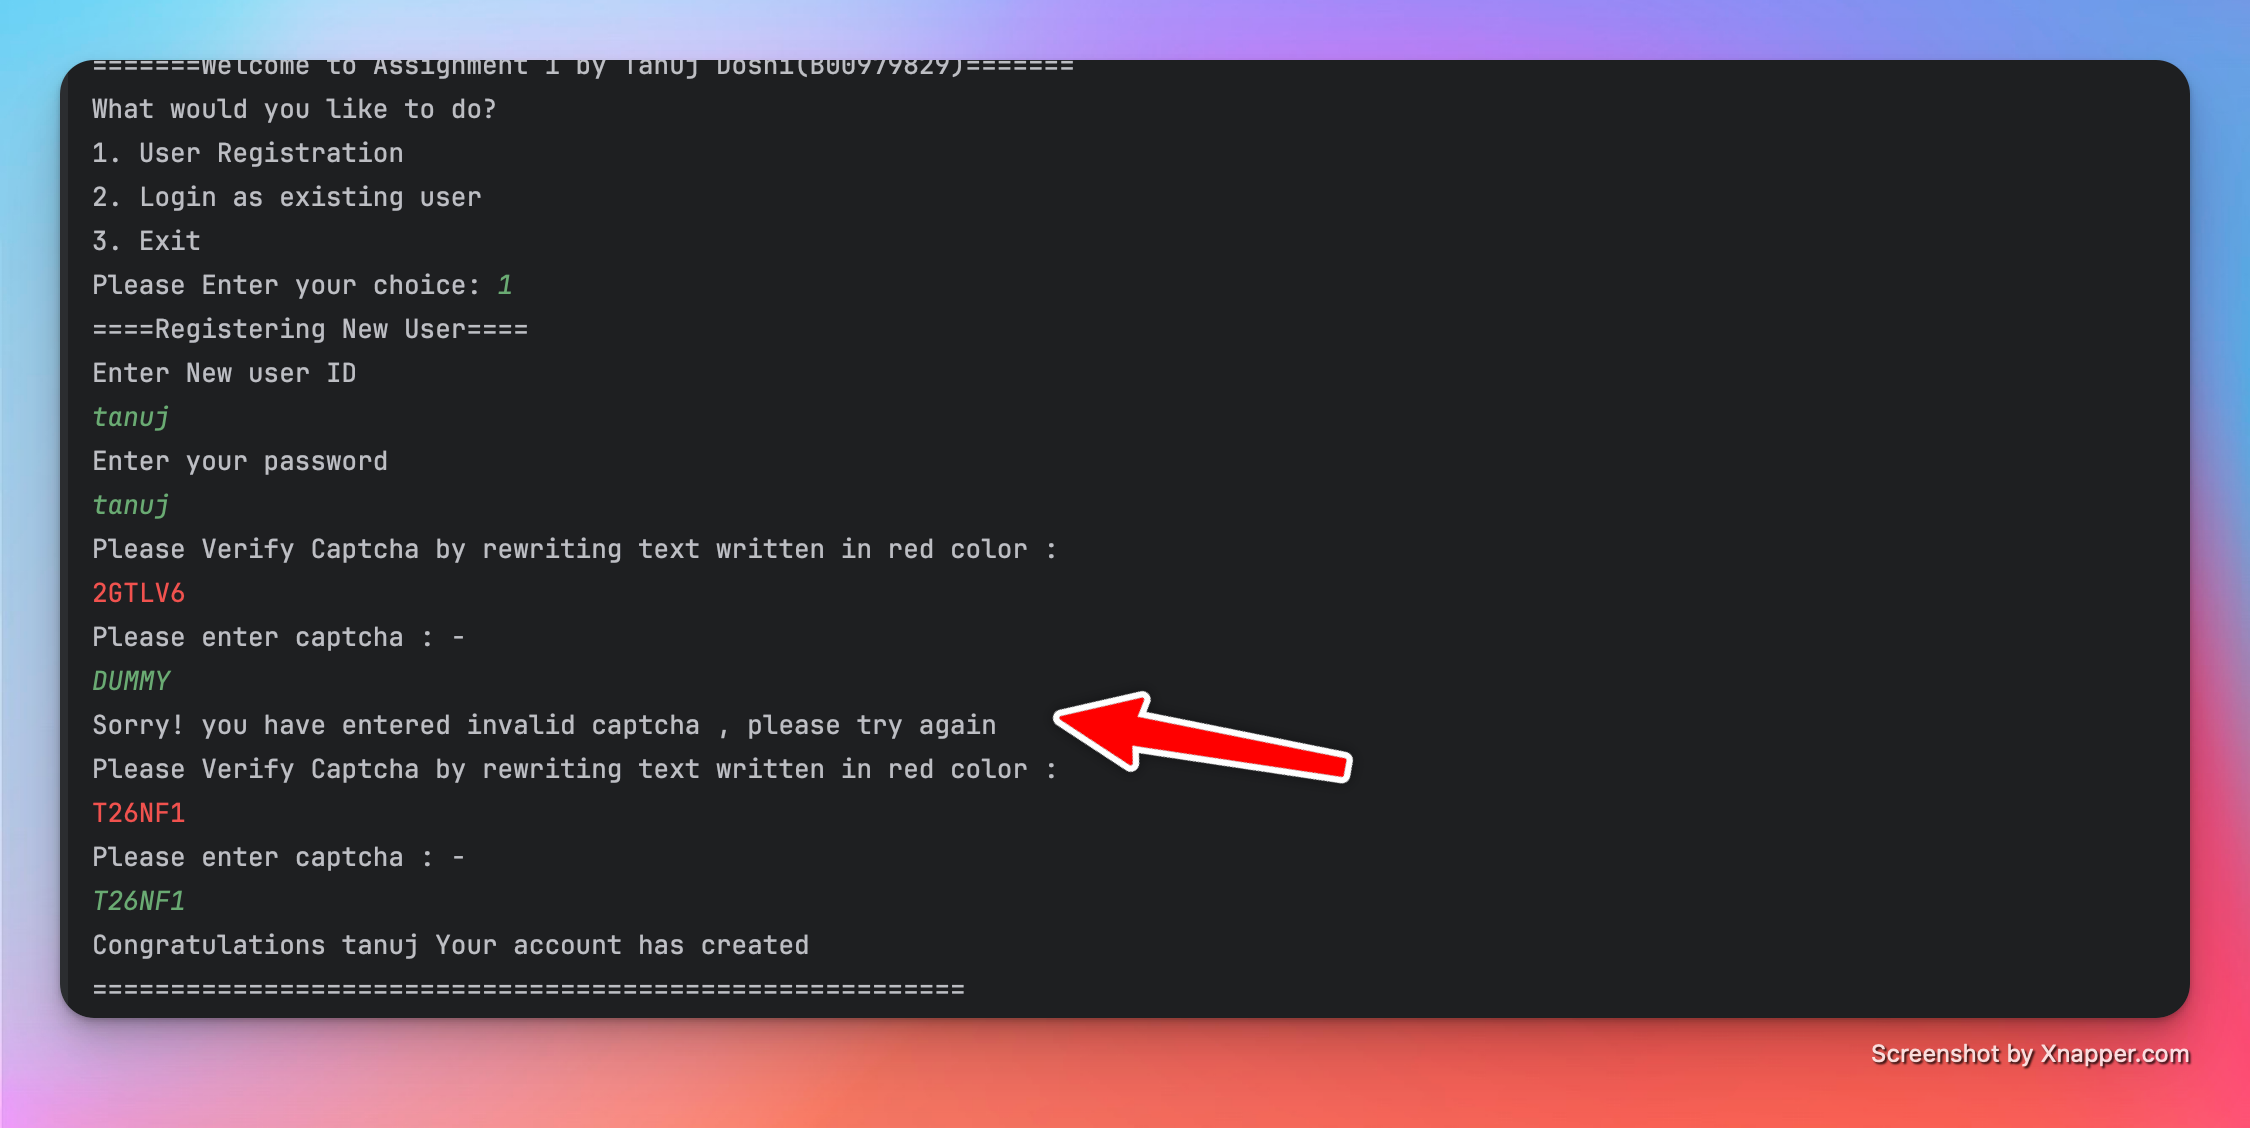 =======Welcome to Assignment 1 by Tanuj Doshi(B00979829)=======
What would you like to do?
1. User Registration
2. Login as existing user
3. Exit
Please Enter your choice: 1
====Registering New User====
Enter New user ID
tanuj
Enter your password
tanuj
Please Verify Captcha by rewriting text written in red color :
2GTLV6
Please enter captcha : -
DUMMY
Sorry! you have entered invalid captcha , please try again
Please Verify Captcha by rewriting text written in red color :
T26NF1
Please enter captcha : -
T26NF1
Congratulations tanuj Your account has created
========================================================
Screenshot by Xnapper.com